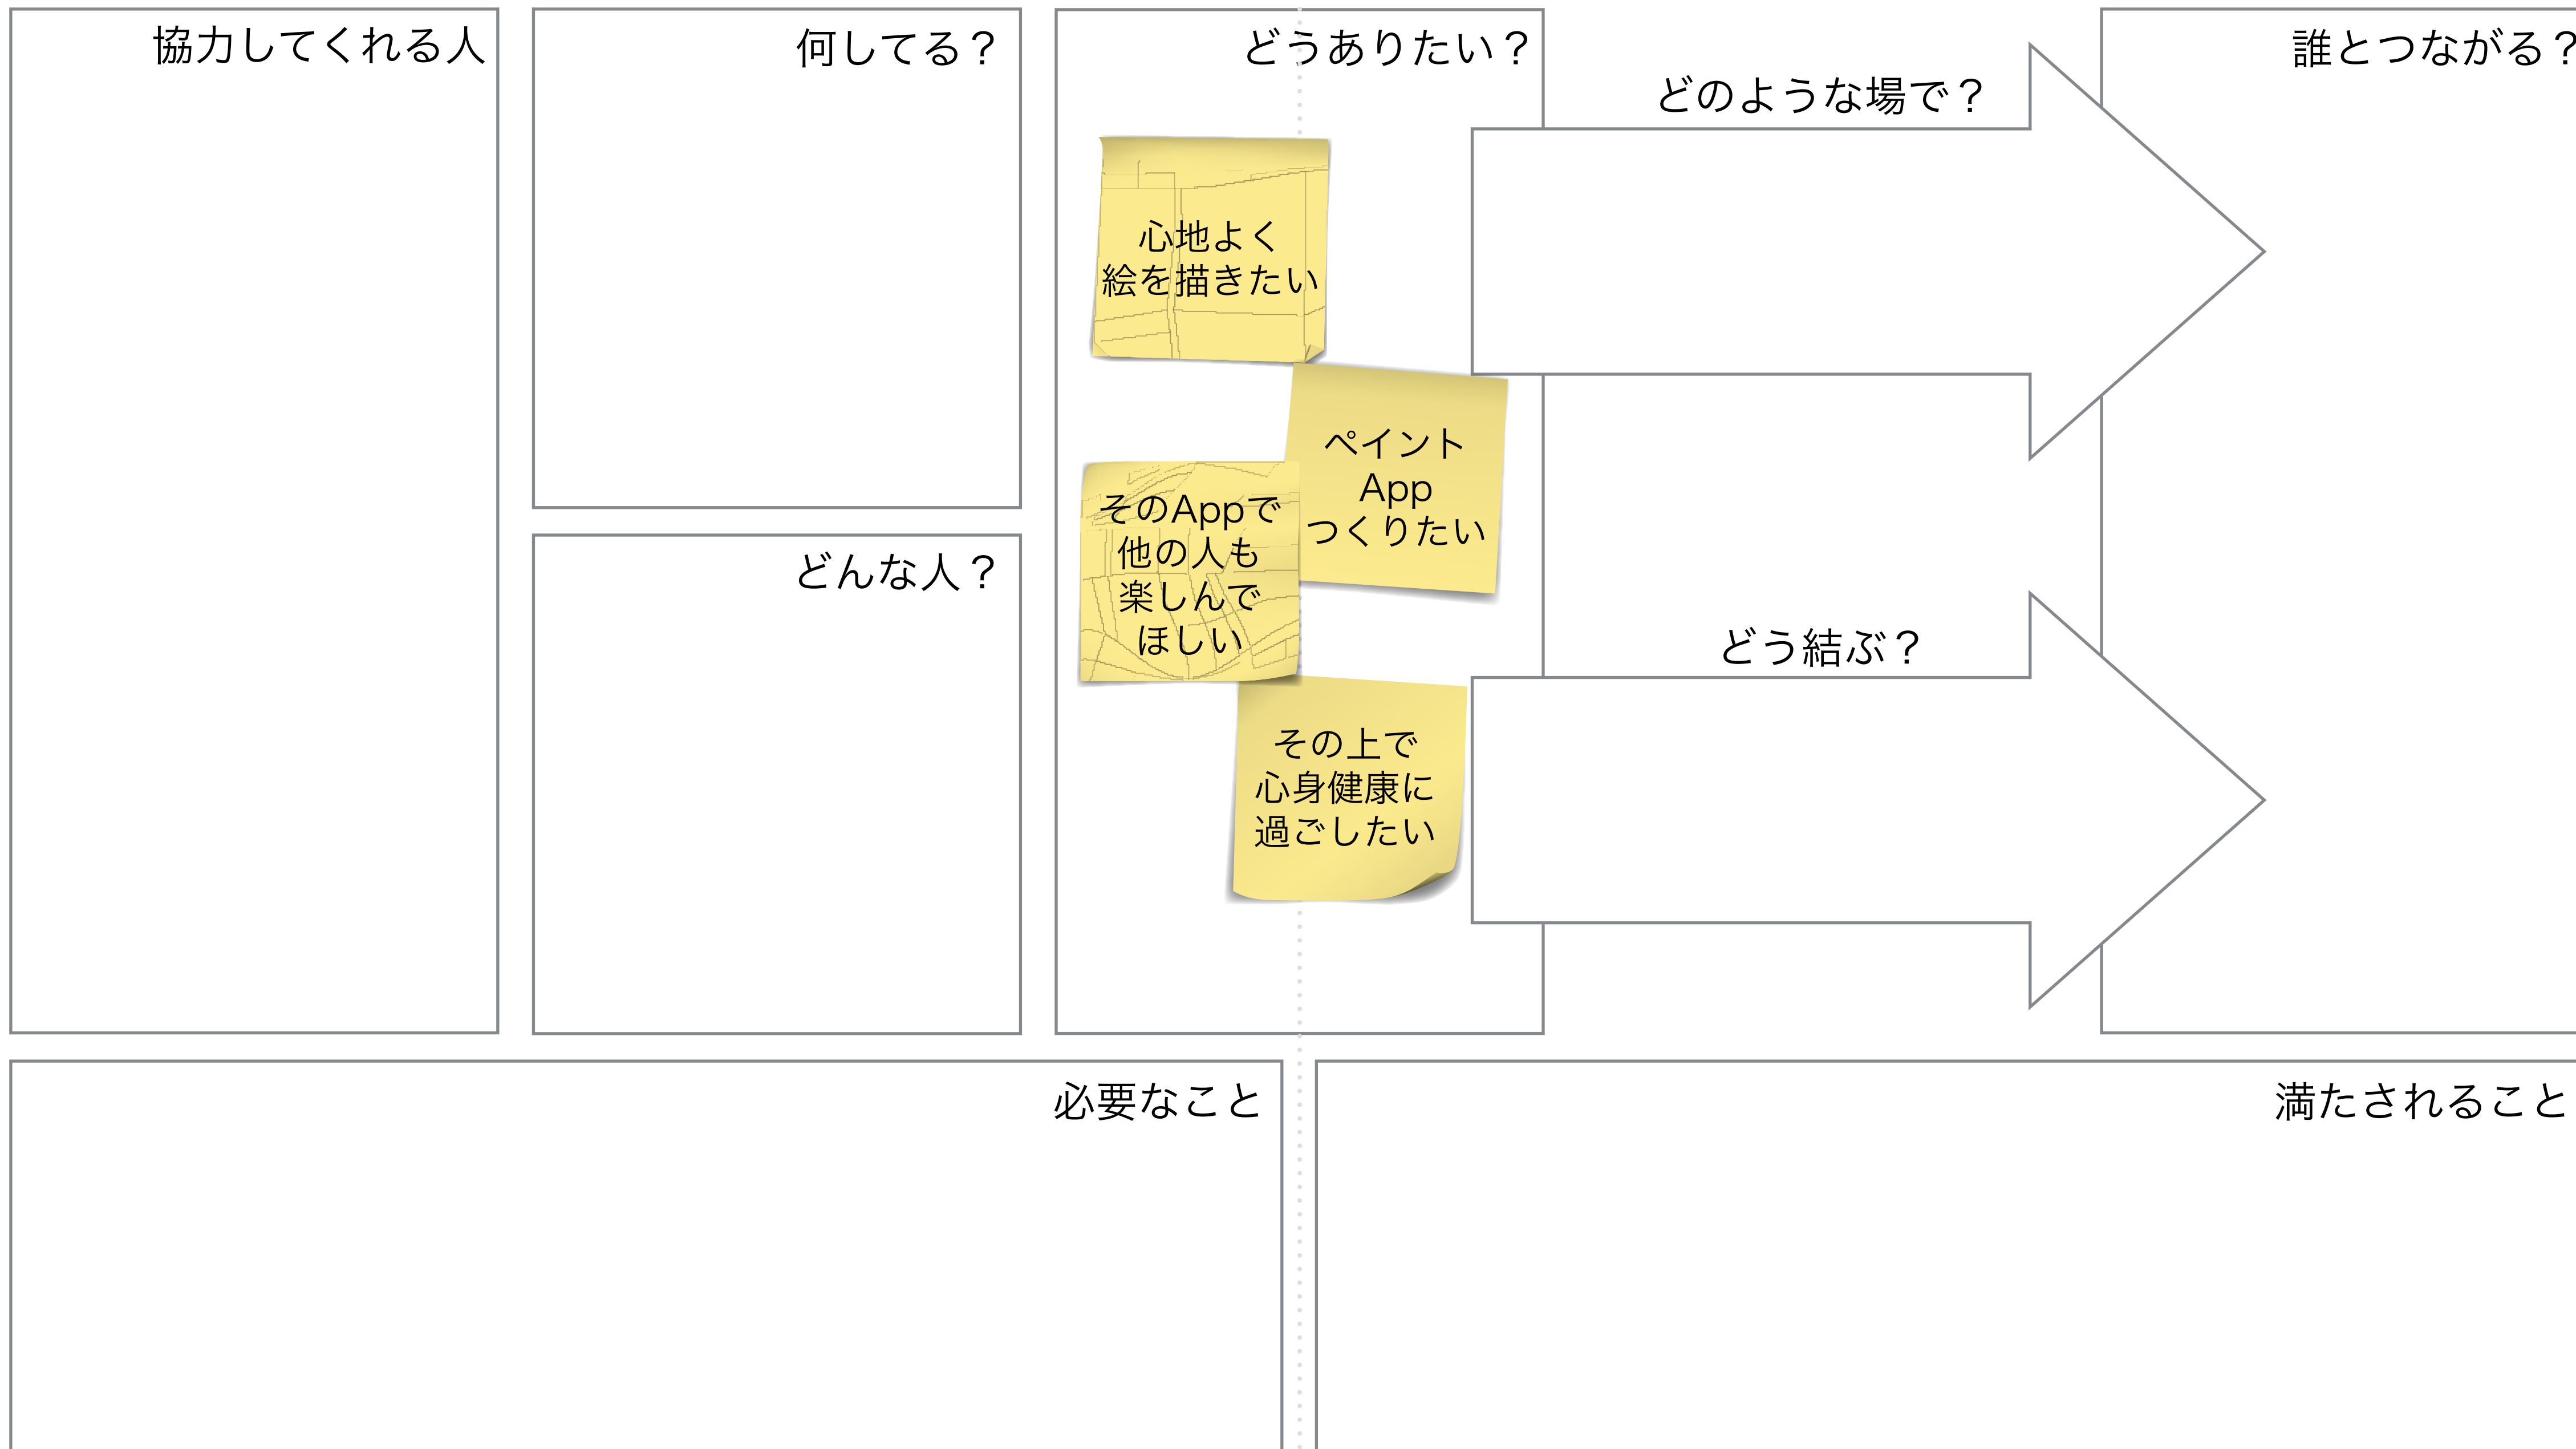 協力してくれる人
何してる？
どんな人？
どうありたい？
心地よく
絵を描きたい
ペイント
App
つくりたい
そのAppで
他の人も
楽しんで
ほしい
その上で
心身健康に
過ごしたい
どのような場で？
どう結ぶ？
誰とつながる？
必要なこと
満たされること